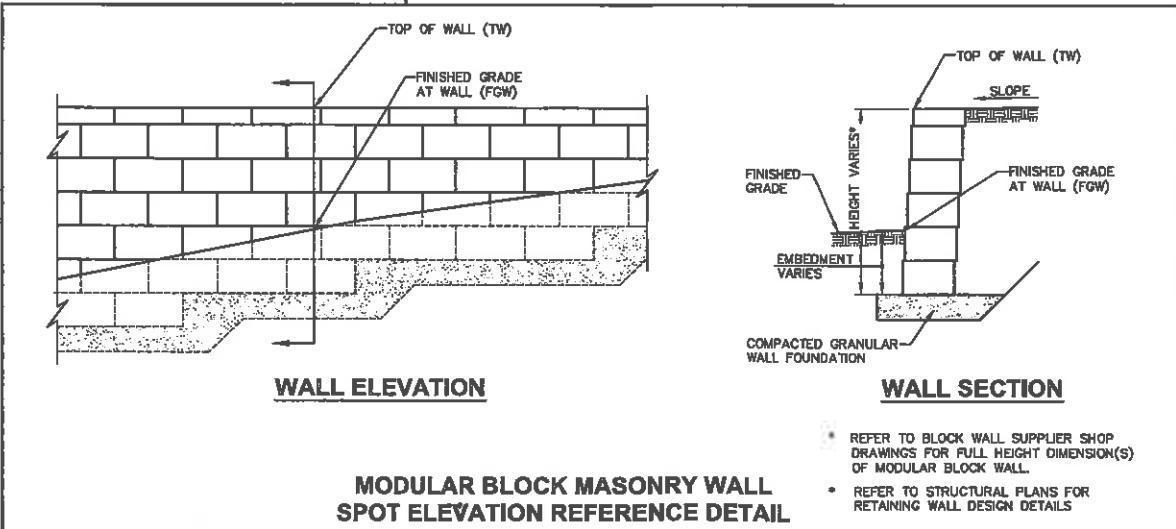 TOP OF WALL (TW)
FINISHED GRADE
AT WALL (FGW)
WALL ELEVATION
TOP OF WALL (TW)
SLOPE
HEIGHT VARIES*
FINISHED
GRADE
FINISHED GRADE
AT WALL (FGW)
EMBEDMENT
VARIES
COMPACTED GRANULAR
WALL FOUNDATION
WALL SECTION
* REFER TO BLOCK WALL SUPPLIER SHOP
DRAWINGS FOR FULL HEIGHT DIMENSION(S)
OF MODULAR BLOCK WALL.
* REFER TO STRUCTURAL PLANS FOR
RETAINING WALL DESIGN DETAILS
MODULAR BLOCK MASONRY WALL
SPOT ELEVATION REFERENCE DETAIL